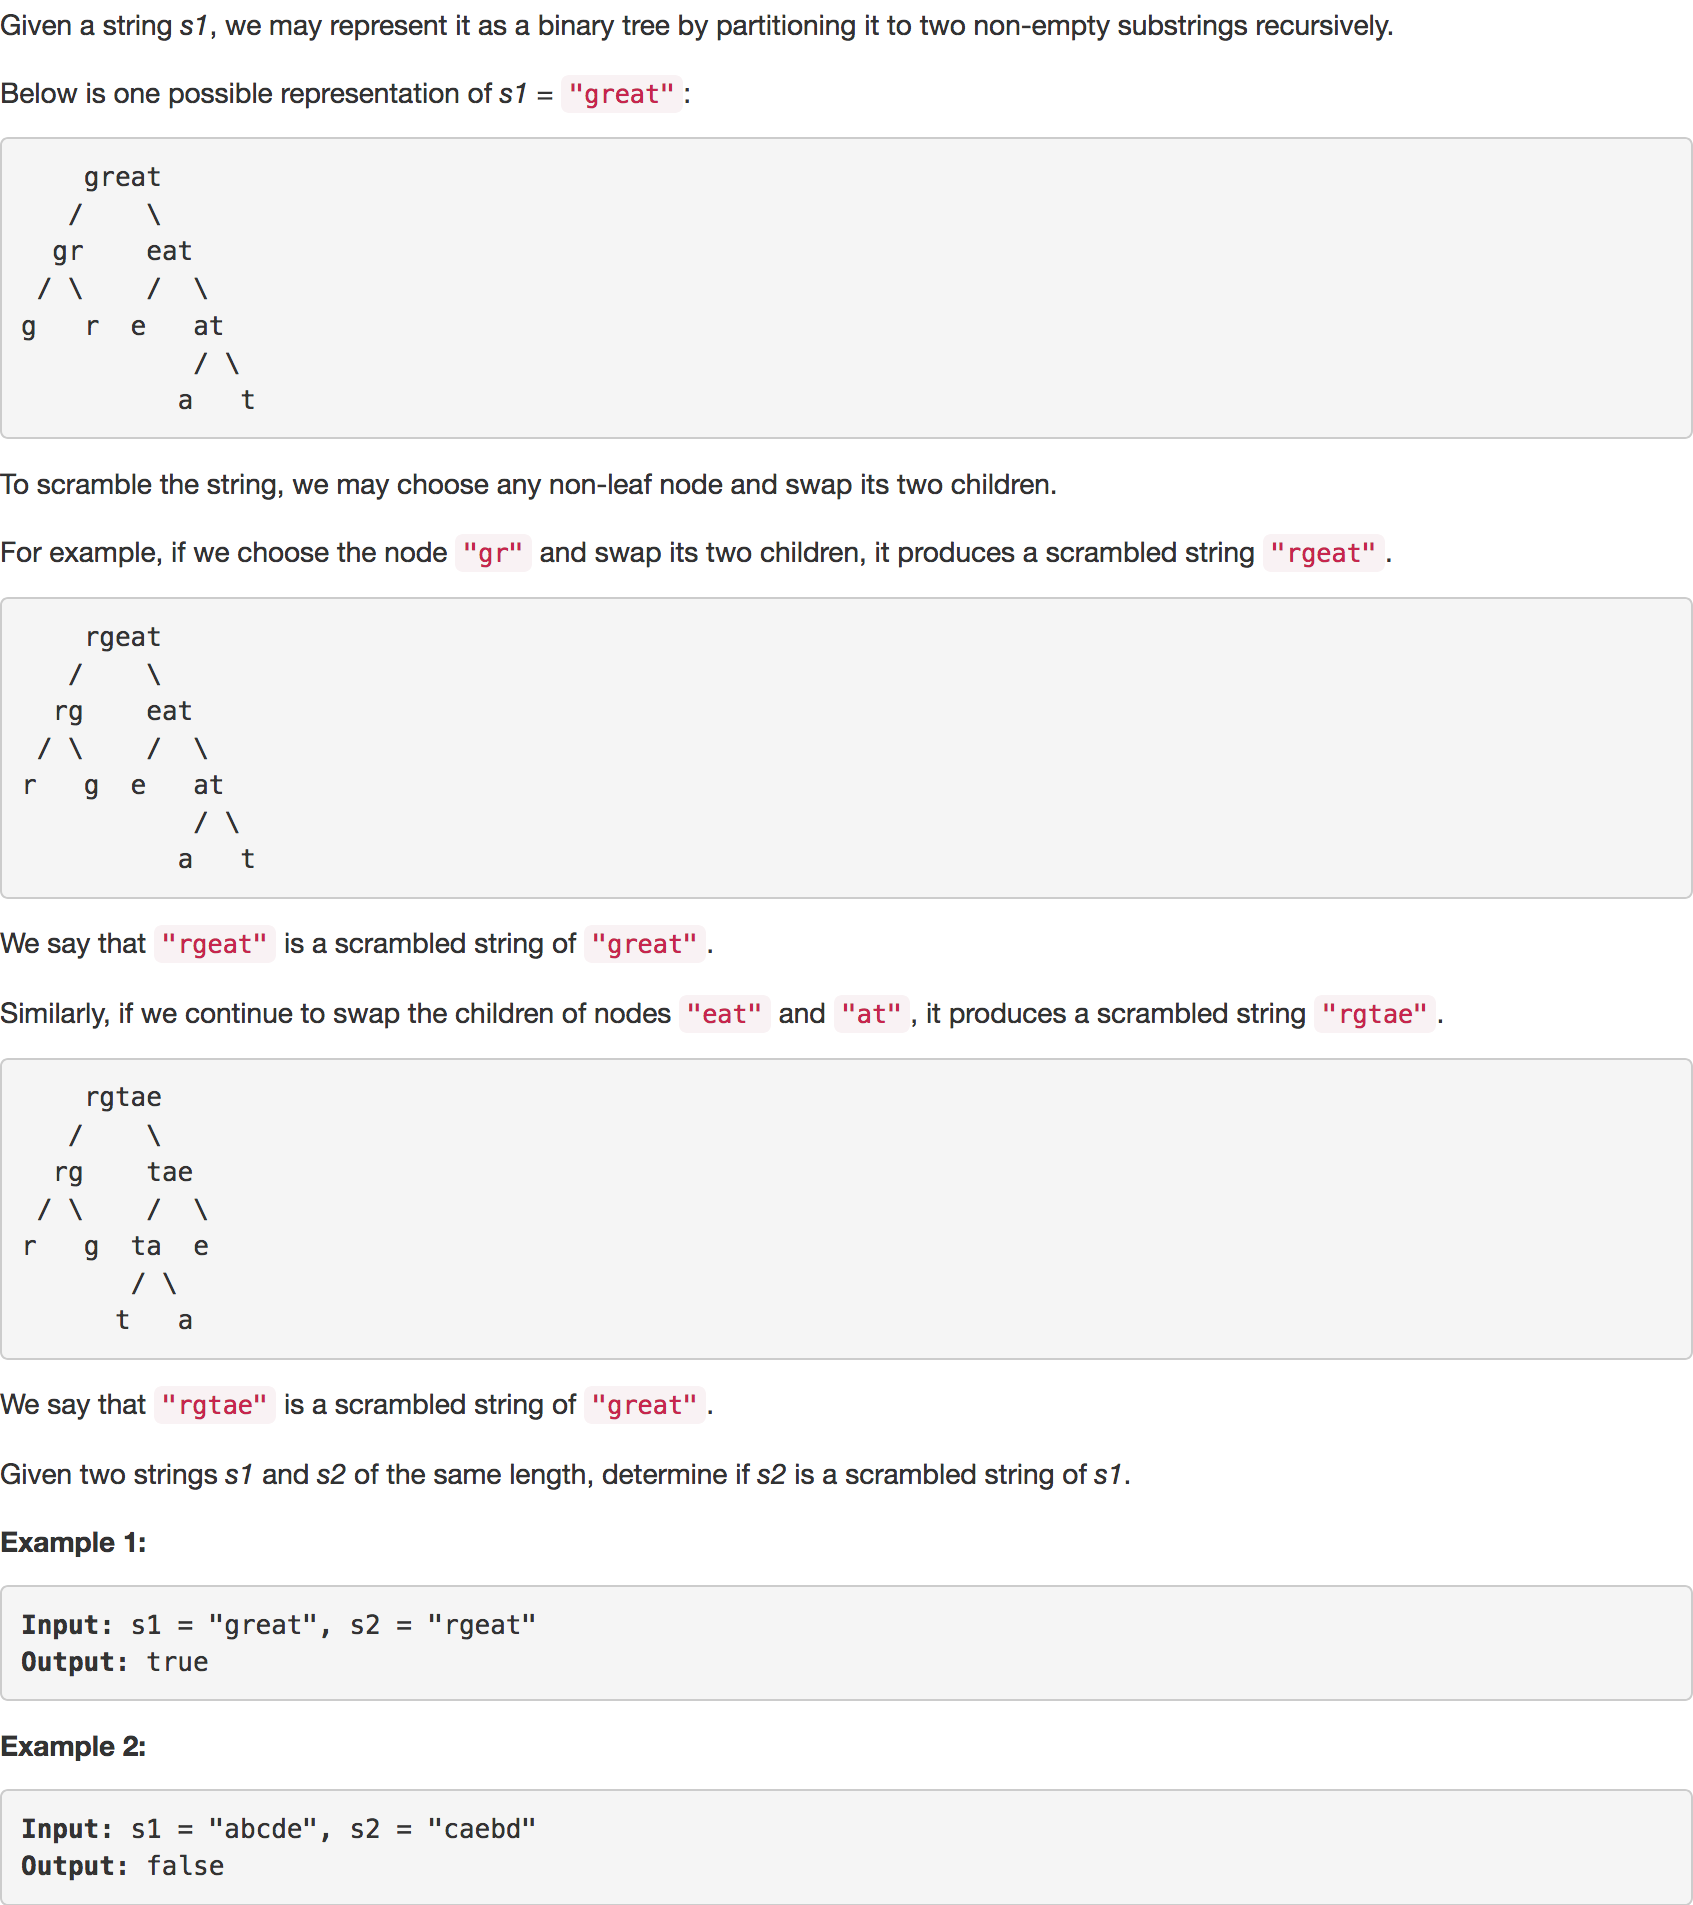 Given a string s1, we may represent it as a binary tree by partitioning it to two non-empty substrings recursively.
Below is one possible representation of s1 = "great":
    great
   /    \
  gr    eat
 / \    /  \
g   r  e   at
           / \
          a   t
To scramble the string, we may choose any non-leaf node and swap its two children.
For example, if we choose the node "gr" and swap its two children, it produces a scrambled string "rgeat".
    rgeat
   /    \
  rg    eat
 / \    /  \
r   g  e   at
           / \
          a   t
We say that "rgeat" is a scrambled string of "great".
Similarly, if we continue to swap the children of nodes "eat" and "at", it produces a scrambled string "rgtae".
    rgtae
   /    \
  rg    tae
 / \    /  \
r   g  ta  e
       / \
      t   a
We say that "rgtae" is a scrambled string of "great".
Given two strings s1 and s2 of the same length, determine if s2 is a scrambled string of s1.
Example 1:
Input: s1 = "great", s2 = "rgeat"
Output: true
Example 2:
Input: s1 = "abcde", s2 = "caebd"
Output: false